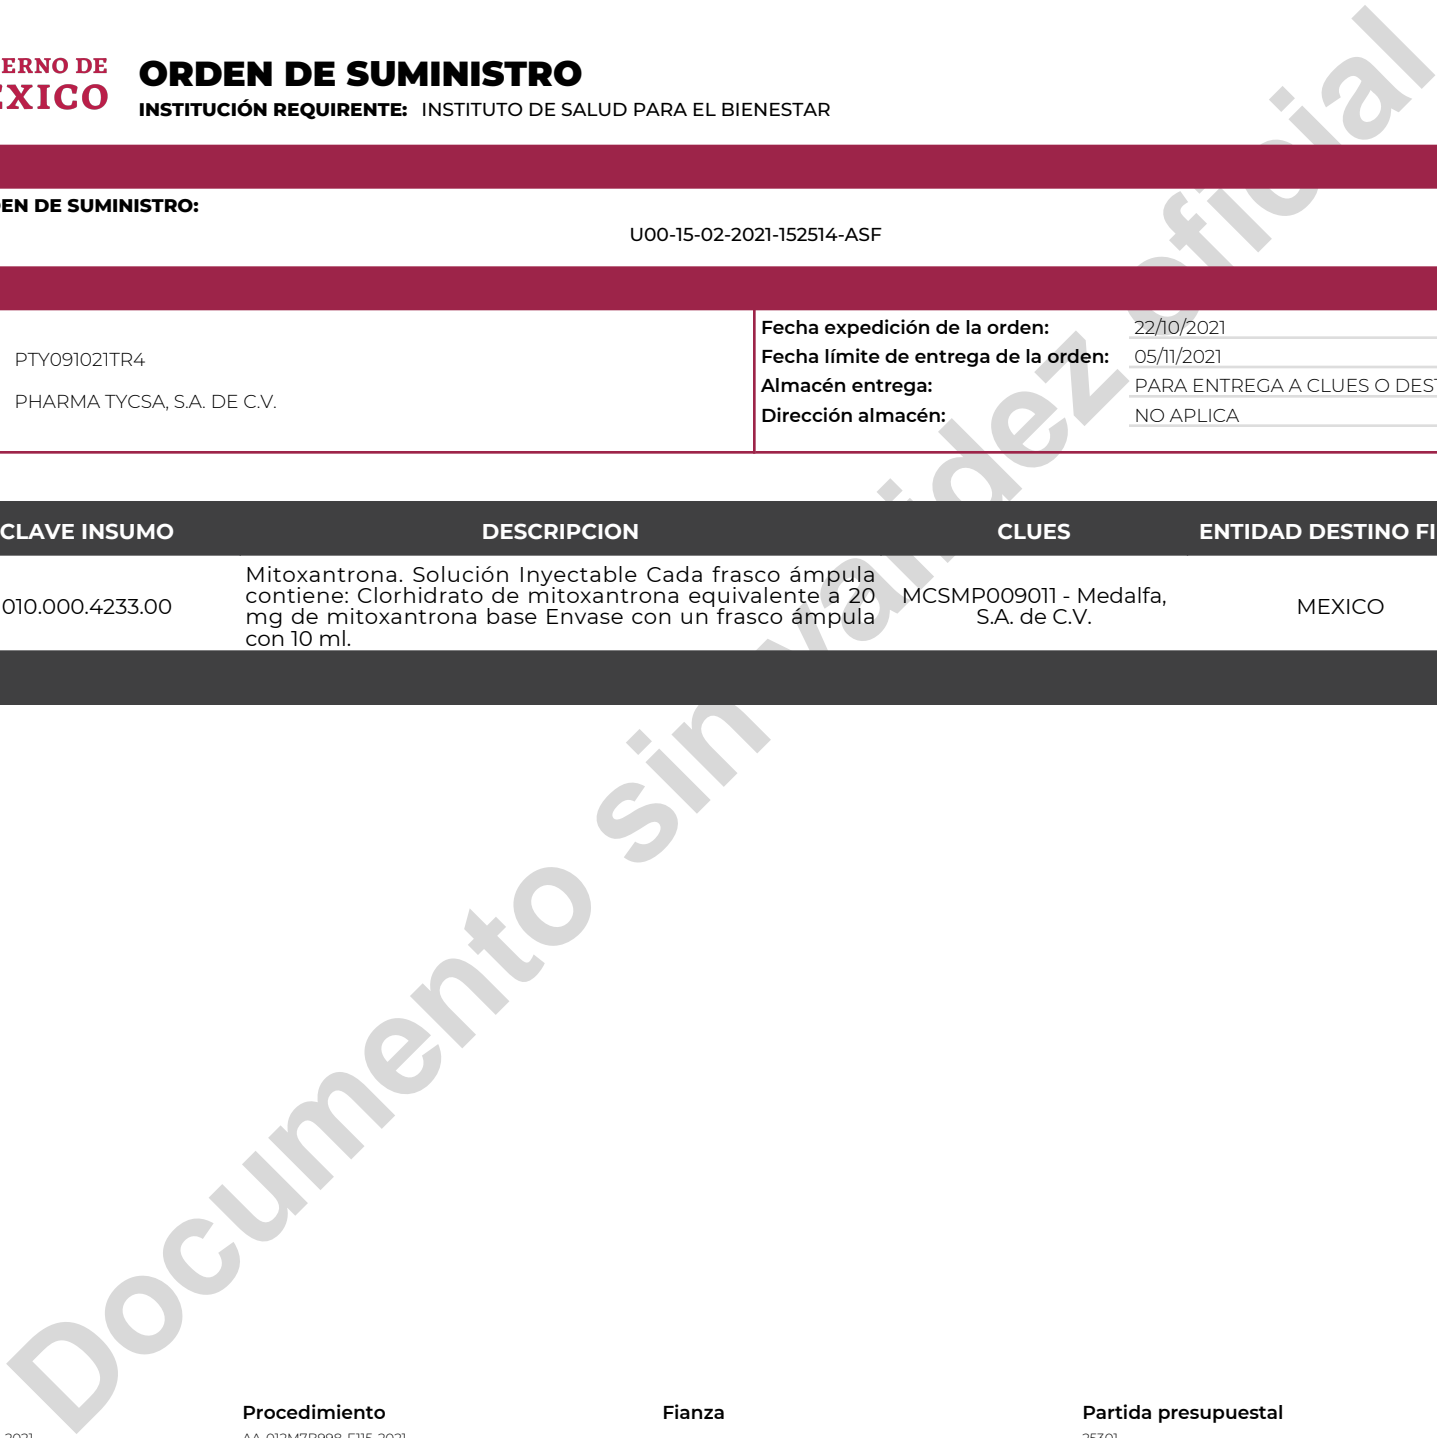 ERNO DE
EXICO
ORDEN DE SUMINISTRO
INSTITUCIÓN REQUIRENTE: INSTITUTO DE SALUD PARA EL BIENESTAR
EN DE SUMINISTRO:
U00-15-02-2021-152514-ASF
PTY091021TR4
PHARMA TYCSA, S.A. DE C.V.
Fecha expedición de la orden: 22/10/2021
Fecha límite de entrega de la orden: 05/11/2021
Almacén entrega: PARA ENTREGA A CLUES O DEST
Dirección almacén: NO APLICA
CLAVE INSUMO DESCRIPCION CLUES ENTIDAD DESTINO FI
010.000.4233.00
Mitoxantrona. Solución Inyectable Cada frasco ámpula
contiene: Clorhidrato de mitoxantrona equivalente a 20
mg de mitoxantrona base Envase con un frasco ámpula
con 10 ml.
MCSMP009011 - Medalfa,
S.A. de C.V.
MEXICO
Documento sin validez oficial
Procedimiento Fianza Partida presupuestal